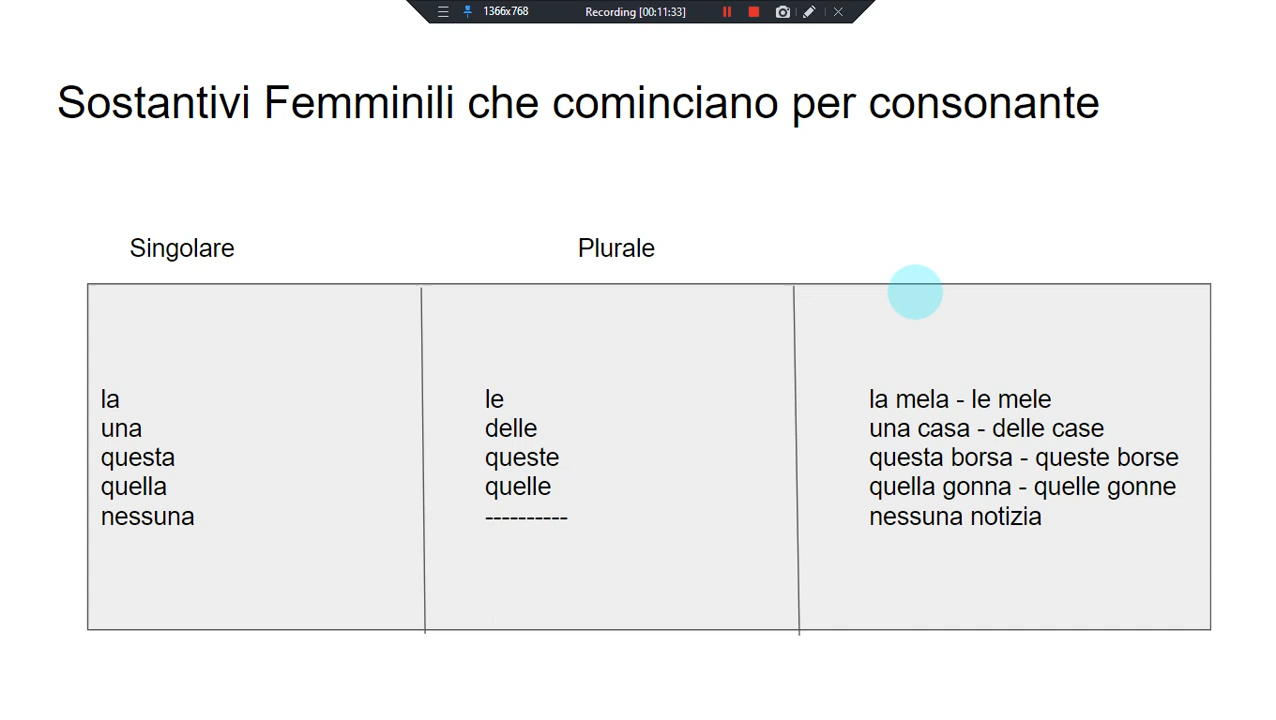 1366x768 Recording [00:11:33]
Sostantivi Femminili che cominciano per consonante
Singolare Plurale
la le la mela - le mele
una delle una casa - delle case
questa queste questa borsa - queste borse
quella quelle quella gonna - quelle gonne
nessuna ---------- nessuna notizia